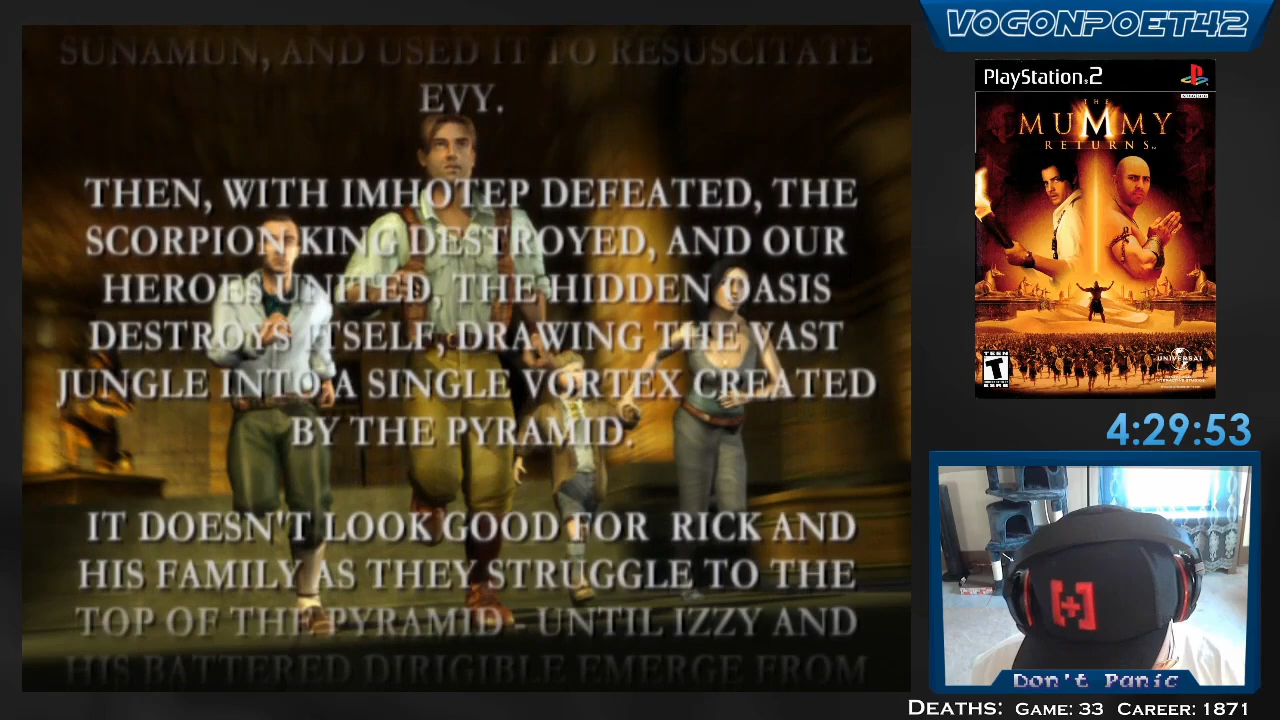 SUNAMUN, AND USED IT TO RESUSCITATE
EVY.
THEN, WITH IMHOTEP DEFEATED, THE
SCORPION KING DESTROYED, AND OUR
HEROES UNITED, THE HIDDEN OASIS
DESTROYS ITSELF, DRAWING THE VAST
JUNGLE INTO A SINGLE VORTEX CREATED
BY THE PYRAMID.
IT DOESN'T LOOK GOOD FOR RICK AND
HIS FAMILY AS THEY STRUGGLE TO THE
TOP OF THE PYRAMID - UNTIL IZZY AND
HIS BATTERED DIRIGIBLE EMERGE FROM
VOGONPOET42
PlayStation 2
THE
MUMMY
RETURNS
TEEN
T
ESRB
UNIVERSAL
4:29:53
[+]
Don't Panic
DEATHS: GAME: 33 CAREER: 1871